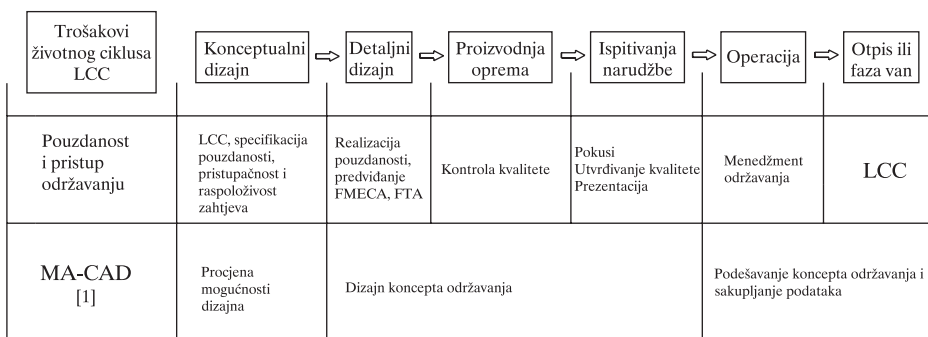 Trošakovi
životnog ciklusa
LCC
Konceptualni
dizajn
Detaljni
dizajn
Proizvodnja
oprema
Ispitivanja
narudžbe
Operacija
Otpis ili
faza van
Pouzdanost
i pristup
održavanju
LCC, specifikacija
pouzdanosti,
pristupačnost i
raspoloživost
zahtjeva
Realizacija
pouzdanosti,
predviđanje
FMECA, FTA
Kontrola kvalitete
Pokusi
Utvrđivanje kvalitete
Prezentacija
Menedžment
održavanja
LCC
MA-CAD
[1]
Procjena
mogućnosti
dizajna
Dizajn koncepta održavanja
Podešavanje koncepta održavanja i
sakupljanje podataka